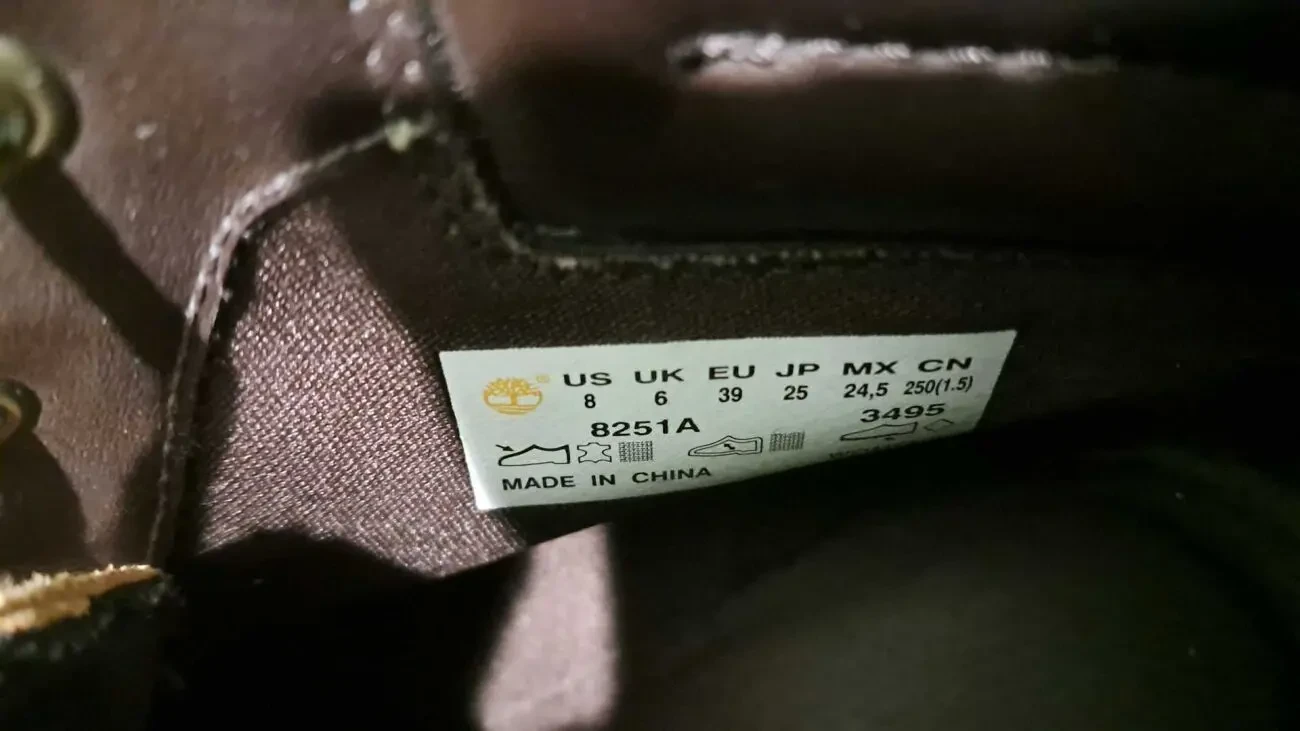 US UK EU JP MX CN
8 6 39 25 24,5 250(1.5)
8251A 3495
MADE IN CHINA